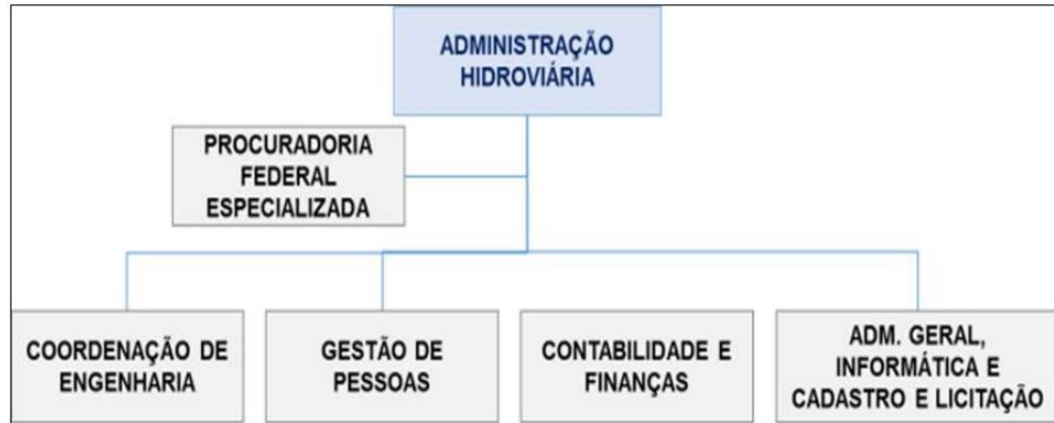 ADMINISTRAÇÃO
HIDROVIÁRIA
PROCURADORIA
FEDERAL
ESPECIALIZADA
COORDENAÇÃO DE
ENGENHARIA
GESTÃO DE
PESSOAS
CONTABILIDADE E
FINANÇAS
ADM. GERAL,
INFORMÁTICA E
CADASTRO E LICITAÇÃO